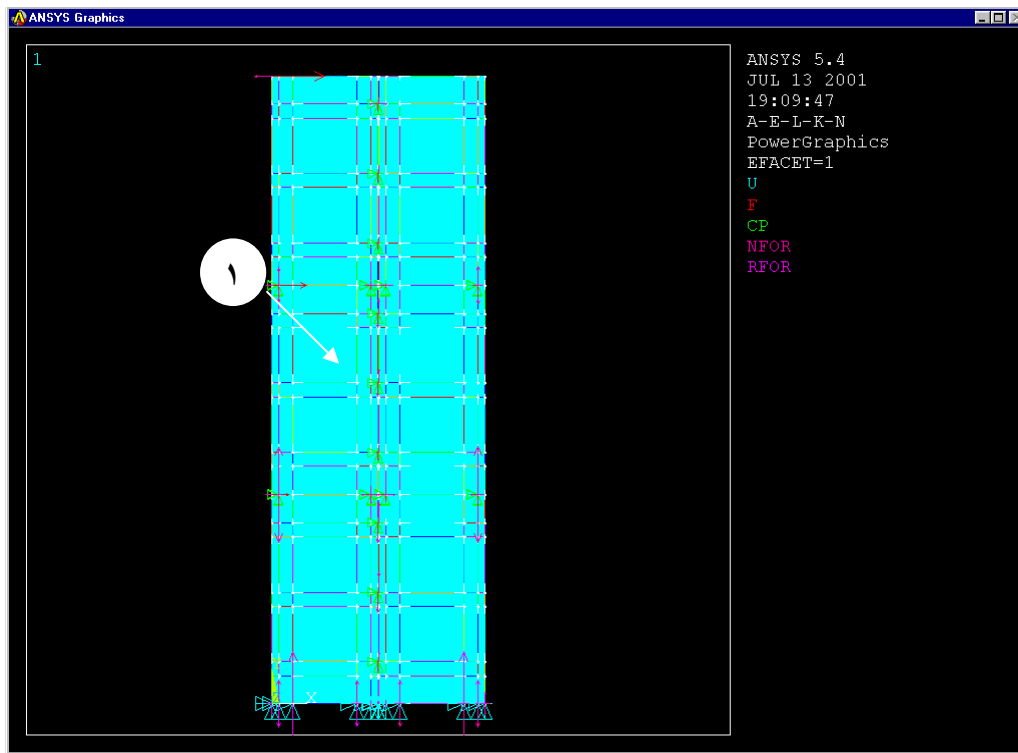 ANSYS Graphics
1
ANSYS 5.4
JUL 13 2001
19:09:47
A-E-L-K-N
PowerGraphics
EFACET=1
U
F
CP
NFOR
RFOR
١
X